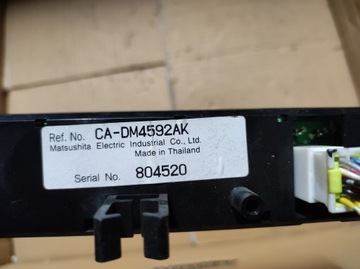 Ref. No. CA-DM4592AK
Matsushita Electric Industrial Co., Ltd.
Made in Thailand
Serial No. 804520